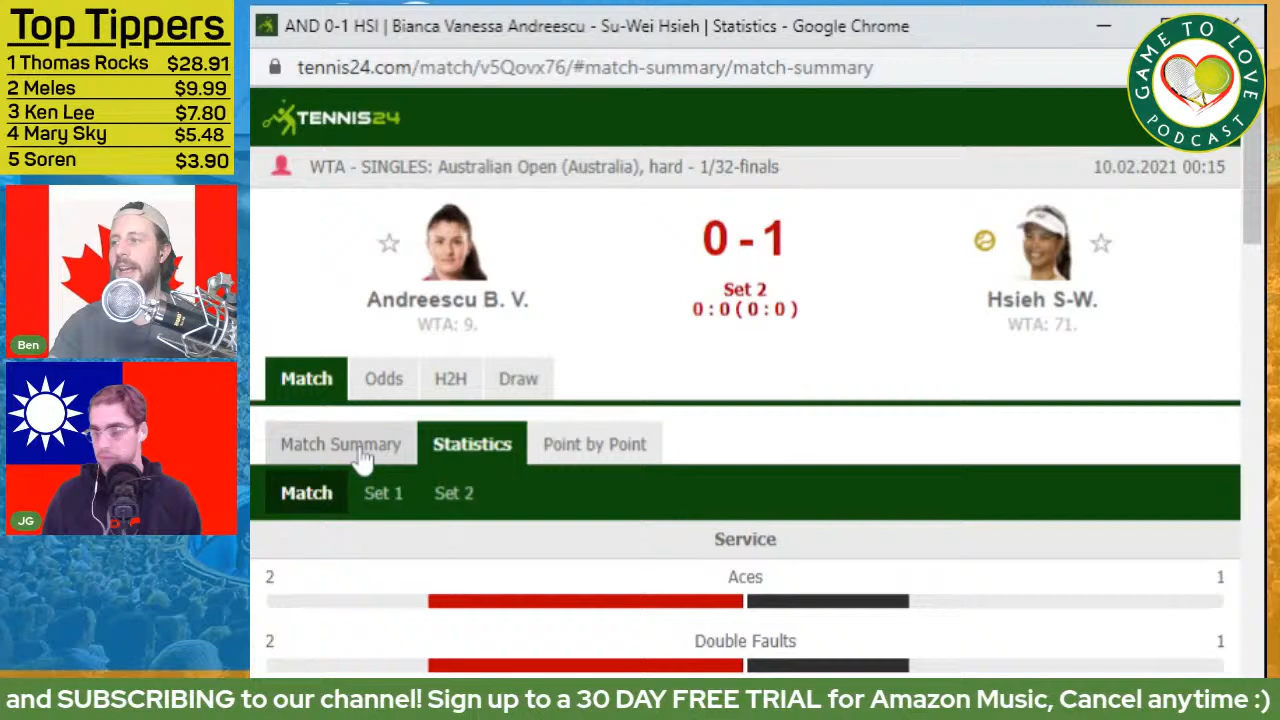 Top Tippers
1 Thomas Rocks $28.91
2 Meles $9.99
3 Ken Lee $7.80
4 Mary Sky $5.48
5 Soren $3.90
Ben
JG
AND 0-1 HSI | Bianca Vanessa Andreescu - Su-Wei Hsieh | Statistics - Google Chrome
tennis24.com/match/v5Qovx76/#match-summary/match-summary
GAME TO LOVE
PODCAST
TENNIS24
WTA - SINGLES: Australian Open (Australia), hard - 1/32-finals 10.02.2021 00:15
0 - 1
Set 2
0 : 0 ( 0 : 0 )
Andreescu B. V. Hsieh S-W.
WTA: 9. WTA: 71.
Match Odds H2H Draw
Match Summary Statistics Point by Point
Match Set 1 Set 2
Service
2 Aces 1
2 Double Faults 1
and SUBSCRIBING to our channel! Sign up to a 30 DAY FREE TRIAL for Amazon Music, Cancel anytime :)